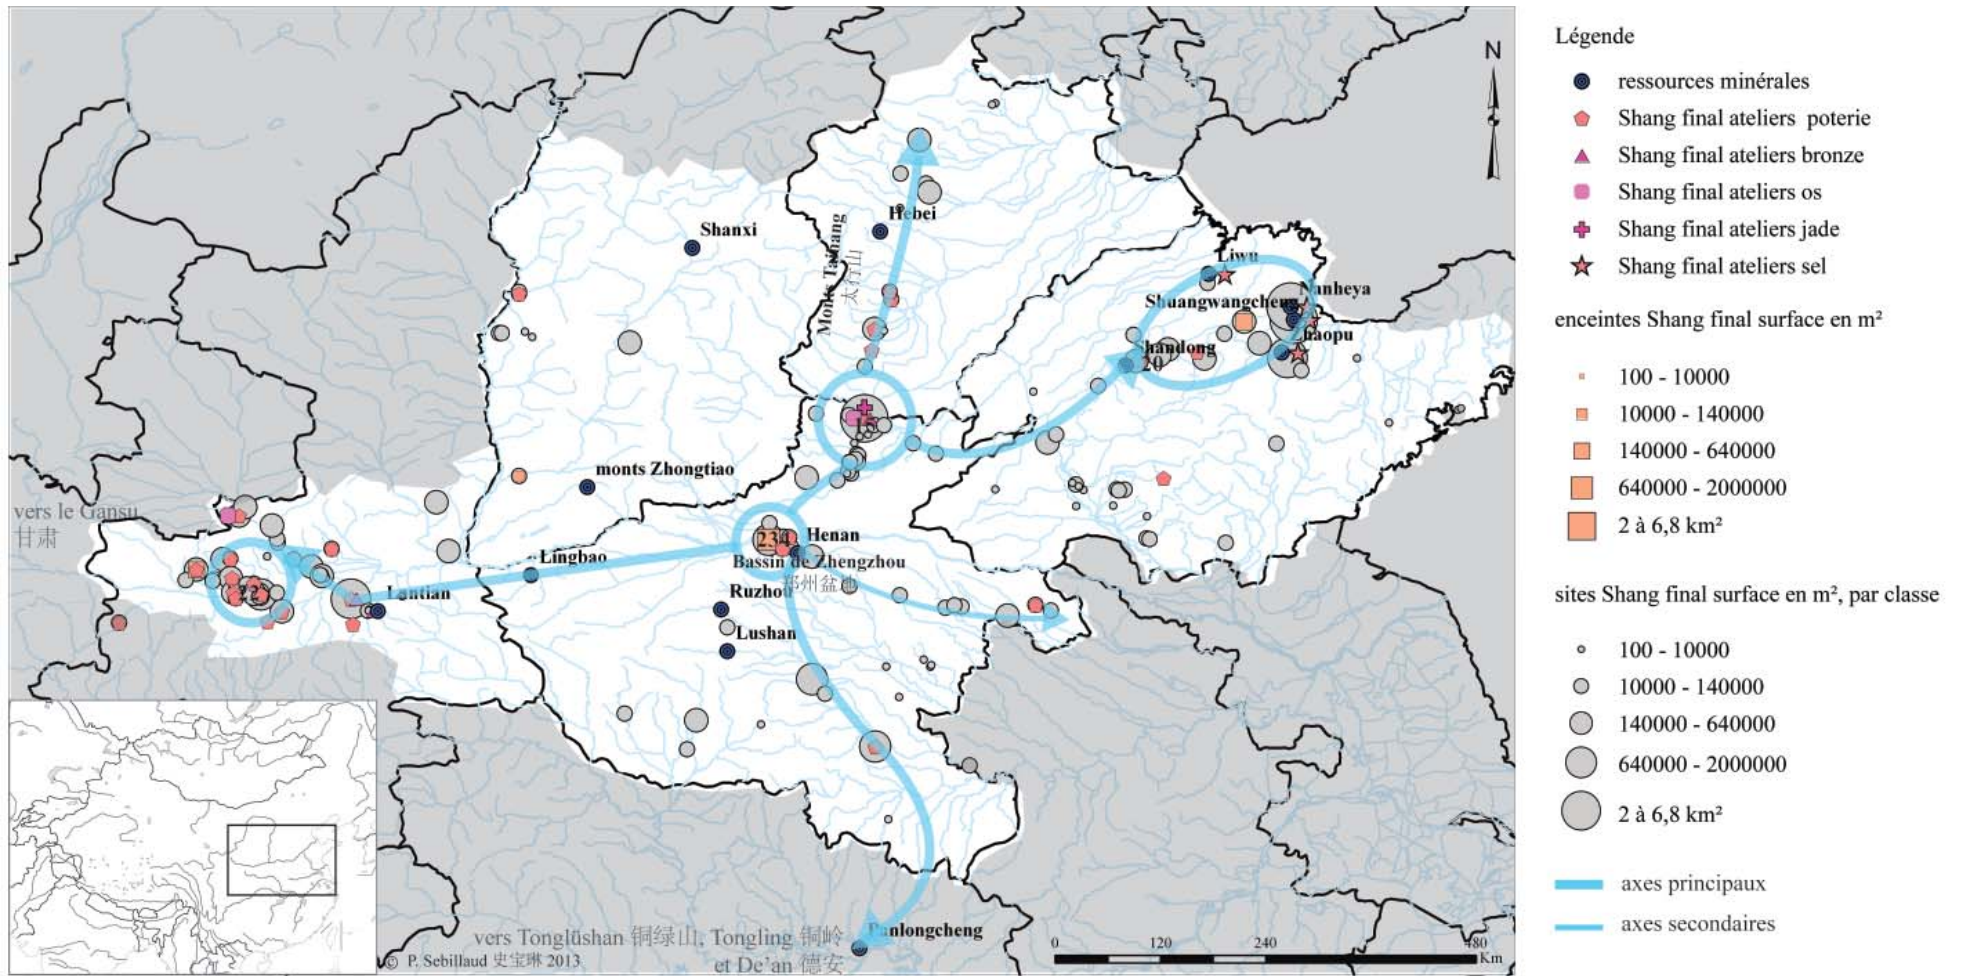 N
Shanxi
Hebei
Monts Taihang
太行山
Liwu
Nanheya
Shuangwangcheng
Zhaopu
Shandong
20
monts Zhongtiao
vers le Gansu
甘肃
234
Henan
Bassin de Zhengzhou
郑州盆地
Lingbao
Lantian
Ruzhou
Lushan
Panlongcheng
vers Tonglüshan 铜绿山, Tongling 铜岭
et De'an 德安
© P. Sebillaud 史宝琳 2013
0 120 240 480
Km
Légende
ressources minérales
Shang final ateliers poterie
Shang final ateliers bronze
Shang final ateliers os
Shang final ateliers jade
Shang final ateliers sel
enceintes Shang final surface en m²
100 - 10000
10000 - 140000
140000 - 640000
640000 - 2000000
2 à 6,8 km²
sites Shang final surface en m², par classe
100 - 10000
10000 - 140000
140000 - 640000
640000 - 2000000
2 à 6,8 km²
axes principaux
axes secondaires